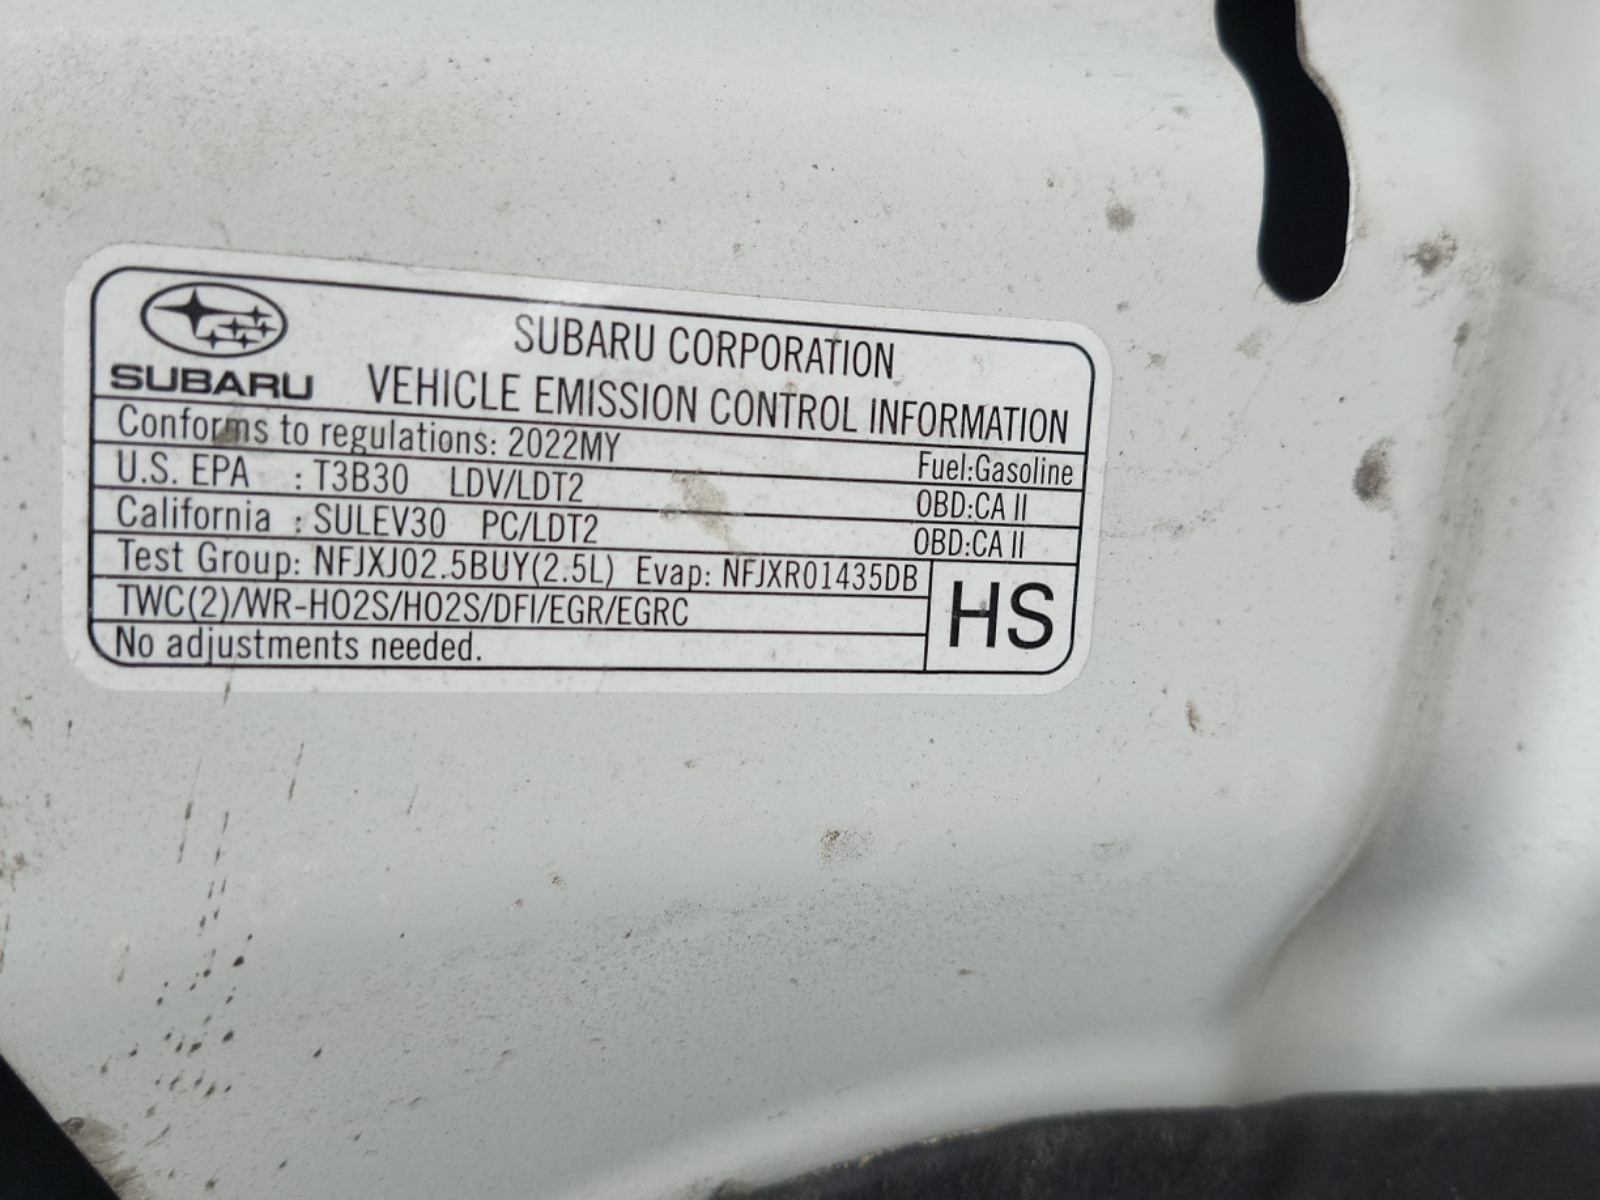 SUBARU
SUBARU CORPORATION
VEHICLE EMISSION CONTROL INFORMATION
Conforms to regulations: 2022MY Fuel:Gasoline
U.S. EPA : T3B30 LDV/LDT2 OBD:CA II
California : SULEV30 PC/LDT2 OBD:CA II
Test Group: NFJXJ02.5BUY(2.5L) Evap: NFJXR01435DB
TWC(2)/WR-HO2S/HO2S/DFI/EGR/EGRC
No adjustments needed.
HS